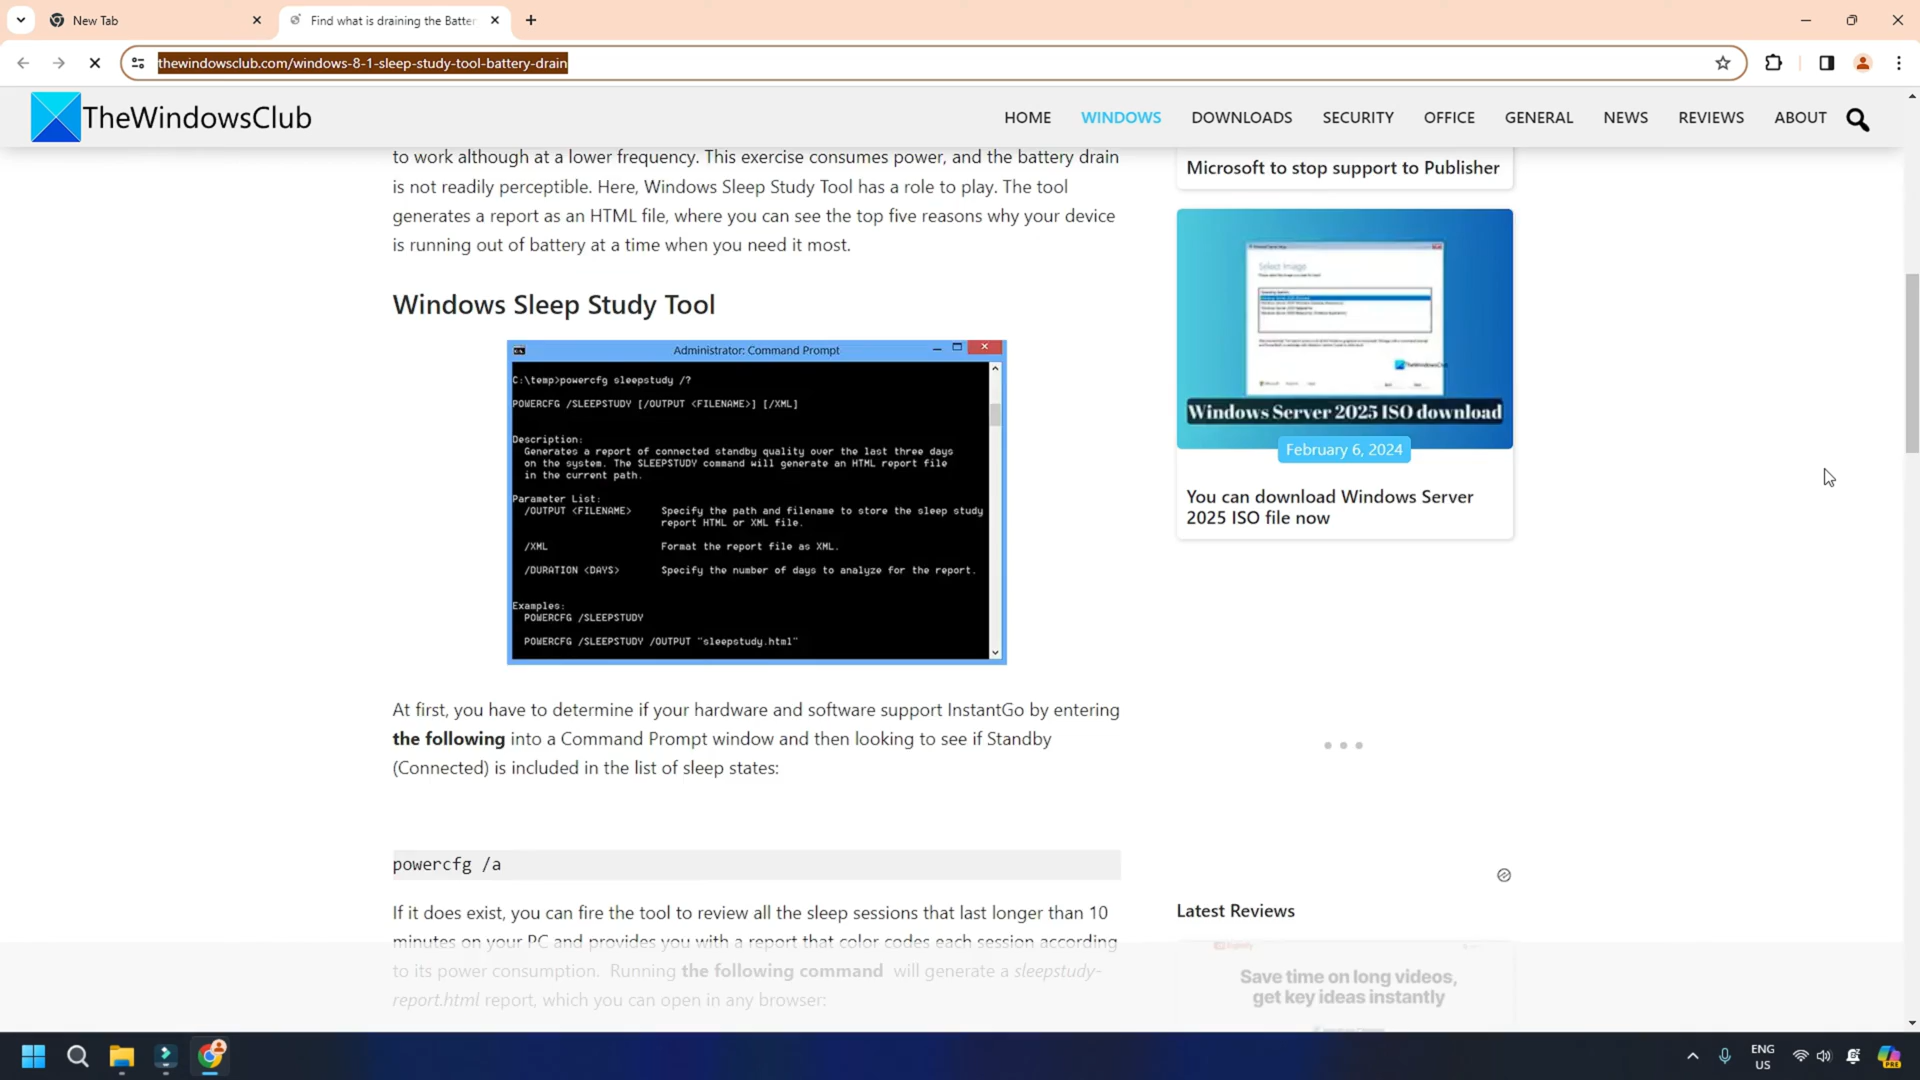 New Tab
Find what is draining the Batter
thewindowsclub.com/windows-8-1-sleep-study-tool-battery-drain
TheWindowsClub
HOME WINDOWS DOWNLOADS SECURITY OFFICE GENERAL NEWS REVIEWS ABOUT
to work although at a lower frequency. This exercise consumes power, and the battery drain
is not readily perceptible. Here, Windows Sleep Study Tool has a role to play. The tool
generates a report as an HTML file, where you can see the top five reasons why your device
is running out of battery at a time when you need it most.
Windows Sleep Study Tool
Administrator: Command Prompt
C:\temp>powercfg sleepstudy /?
POWERCFG /SLEEPSTUDY [/OUTPUT <FILENAME>] [/XML]
Description:
Generates a report of connected standby quality over the last three days
on the system. The SLEEPSTUDY command will generate an HTML report file
in the current path.
Parameter List:
/OUTPUT <FILENAME> Specify the path and filename to store the sleep study
report HTML or XML file.
/XML Format the report file as XML.
/DURATION <DAYS> Specify the number of days to analyze for the report.
Examples:
POWERCFG /SLEEPSTUDY
POWERCFG /SLEEPSTUDY /OUTPUT "sleepstudy.html"
At first, you have to determine if your hardware and software support InstantGo by entering
the following into a Command Prompt window and then looking to see if Standby
(Connected) is included in the list of sleep states:
powercfg /a
If it does exist, you can fire the tool to review all the sleep sessions that last longer than 10
minutes on your PC and provides you with a report that color codes each session according
to its power consumption. Running the following command will generate a sleepstudy-
report.html report, which you can open in any browser:
Microsoft to stop support to Publisher
Select Image
TheWindowsClub
Windows Server 2025 ISO download
February 6, 2024
You can download Windows Server
2025 ISO file now
Latest Reviews
Save time on long videos,
get key ideas instantly
ENG
US
PRE